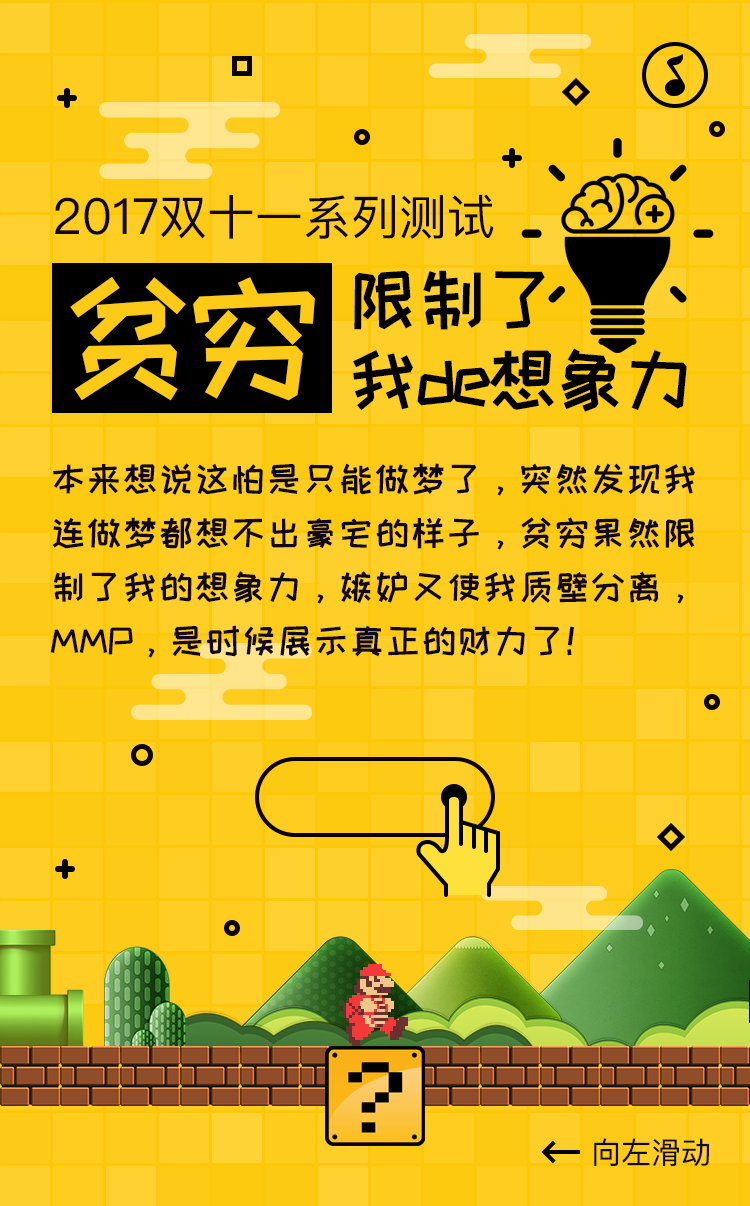 2017双十一系列测试
贫穷
限制了
我de想象力
本来想说这怕是只能做梦了，突然发现我
连做梦都想不出豪宅的样子，贫穷果然限
制了我的想象力，嫉妒又使我质壁分离，
MMP，是时候展示真正的财力了!
?
← 向左滑动